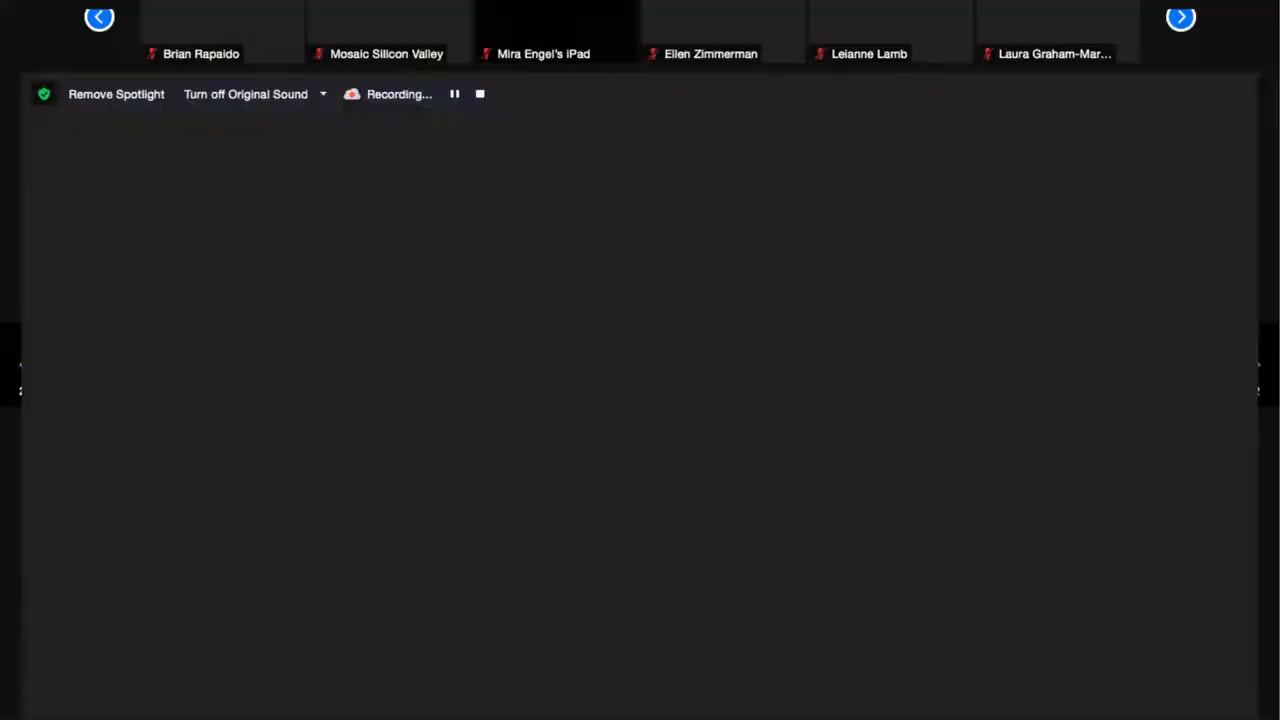 Brian Rapaido
Mosaic Silicon Valley
Mira Engel's iPad
Ellen Zimmerman
Leianne Lamb
Laura Graham-Mar...
Remove Spotlight
Turn off Original Sound
Recording...